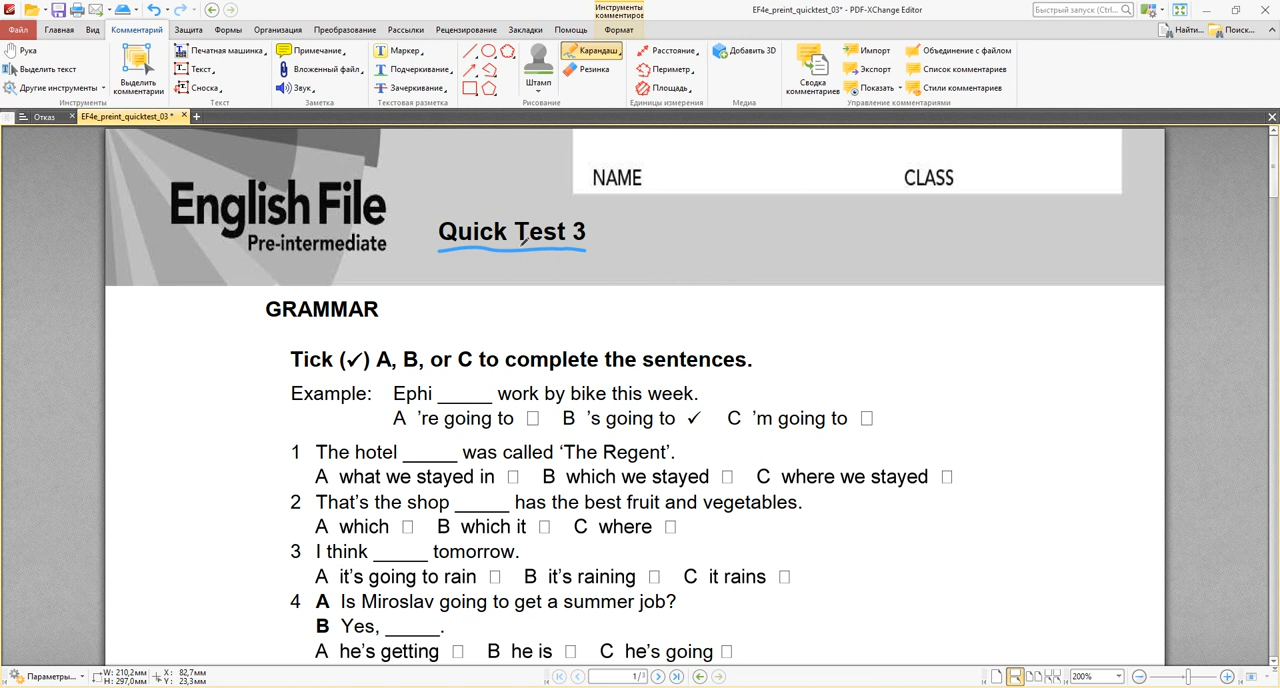 EF4e_preint_quicktest_03* - PDF-XChange Editor
Инструменты комментиров
Быстрый запуск (Ctrl...
Файл Главная Вид Комментарий Защита Формы Организация Преобразование Рассылки Рецензирование Закладки Помощь Формат Найти... Поиск...
Рука
Выделить текст
Другие инструменты
Инструменты
Выделить комментарии
Печатная машинка
Текст
Сноска
Текст
Примечание
Вложенный файл
Звук
Заметка
Маркер
Подчеркивание
Зачеркивание
Текстовая разметка
Штамп
Карандаш
Резинка
Рисование
Расстояние
Периметр
Площадь
Единицы измерения
Добавить 3D
Медиа
Сводка комментариев
Импорт
Экспорт
Показать
Объединение с файлом
Список комментариев
Стили комментариев
Управление комментариями
Отказ EF4e_preint_quicktest_03 *
English File
Pre-intermediate
Quick Test 3
NAME CLASS
GRAMMAR
Tick (✓) A, B, or C to complete the sentences.
Example: Ephi _____ work by bike this week.
A ’re going to □ B ’s going to ✓ C ’m going to □
1 The hotel _____ was called ‘The Regent’.
A what we stayed in □ B which we stayed □ C where we stayed □
2 That’s the shop _____ has the best fruit and vegetables.
A which □ B which it □ C where □
3 I think _____ tomorrow.
A it’s going to rain □ B it’s raining □ C it rains □
4 A Is Miroslav going to get a summer job?
B Yes, _____.
A he’s getting □ B he is □ C he’s going □
Параметры... W: 210,2мм X: 82,7мм 1/1 200%
H: 297,0мм Y: 23,3мм